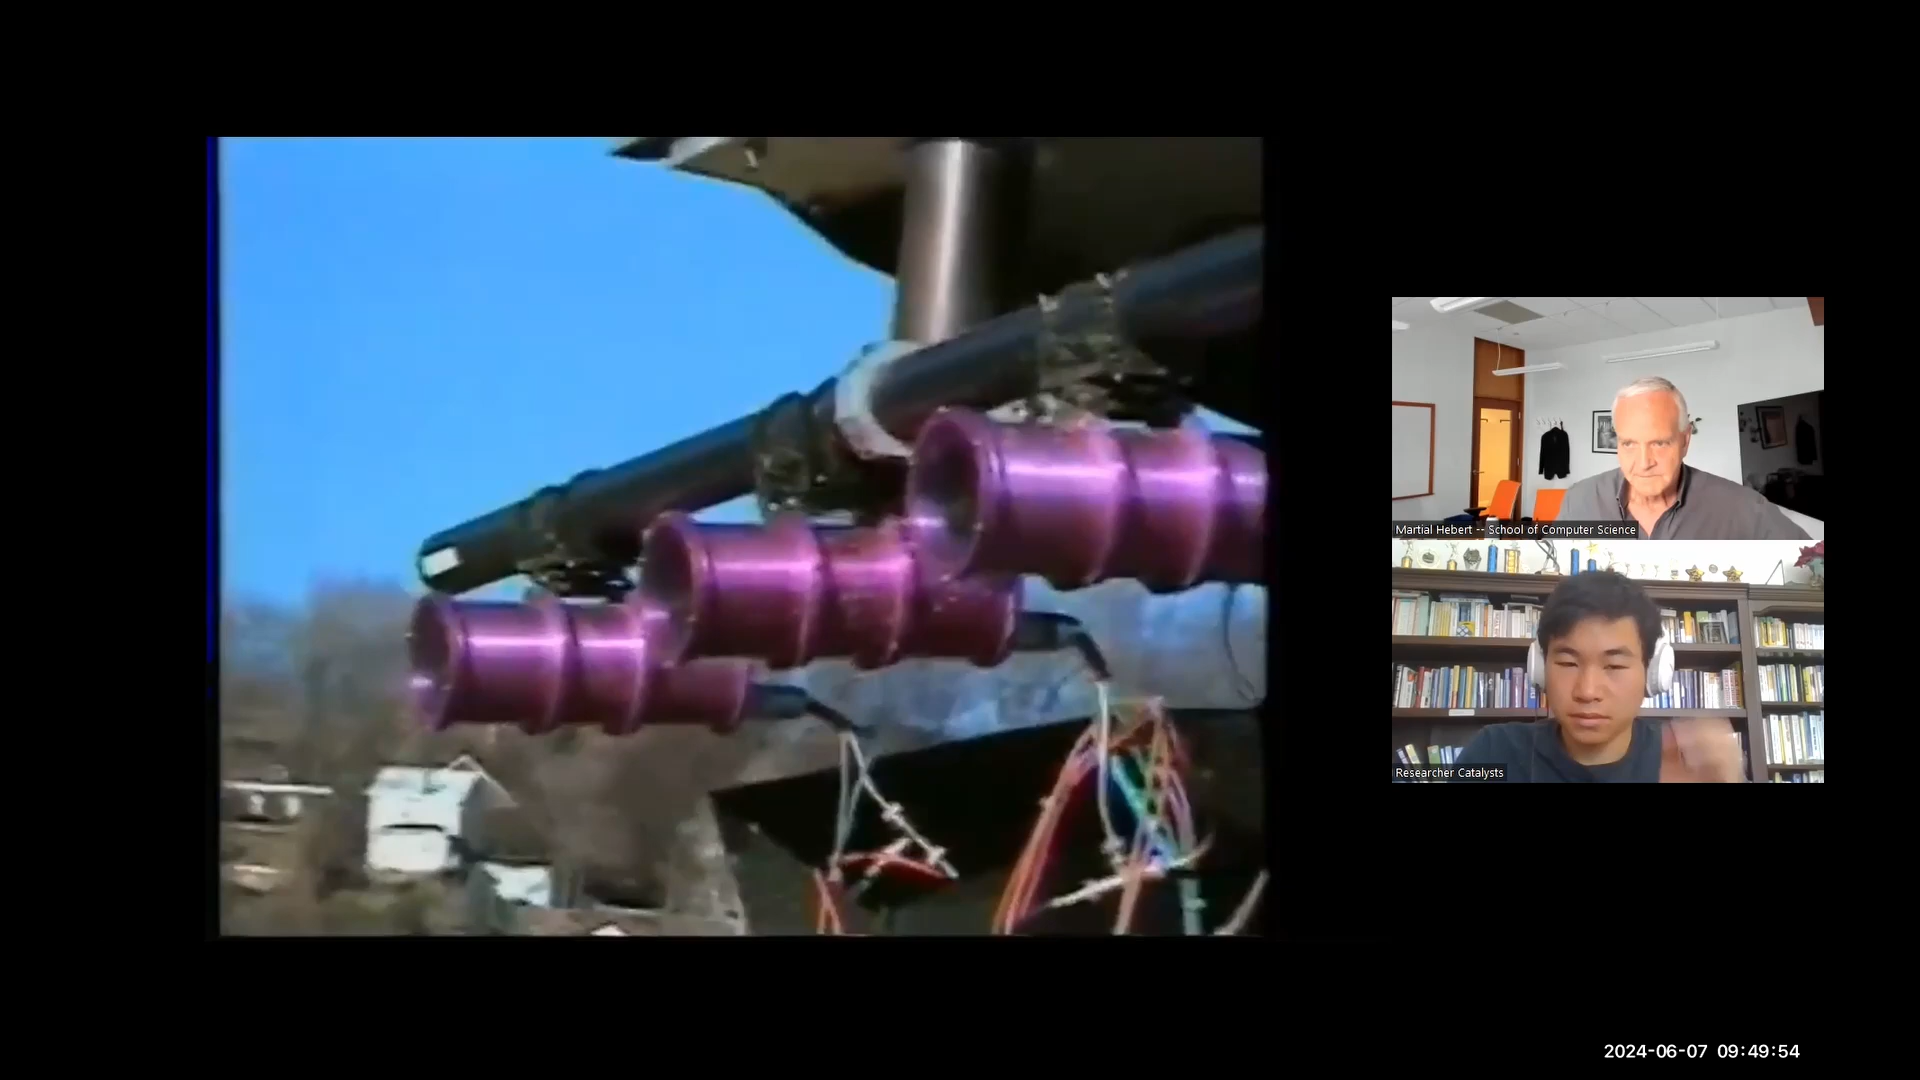 Martial Hebert -- School of Computer Science
Researcher Catalysts
2024-06-07 09:49:54